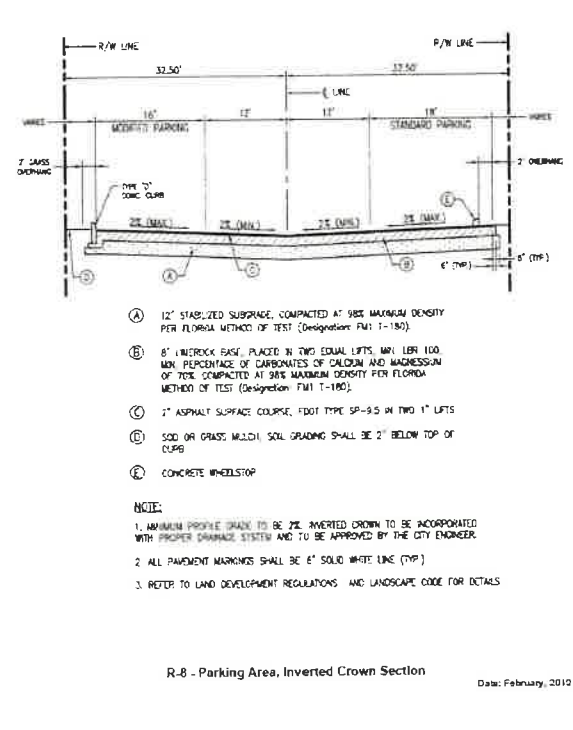 R/W LINE
R/W LINE
32.50'
32.50'
℄ LINE
16'
12'
12'
18'
VARIES
MODIFIED PARKING
STANDARD PARKING
VARIES
2' GRASS
OVERHANG
2' OVERHANG
TYPE "D"
CONC. CURB
E
2% (MAX.)
2% (MIN.)
2% (MIN.)
2% (MAX.)
D
A
C
B
6" (TYP.)
6" (TYP.)
A 12" STABILIZED SUBGRADE, COMPACTED AT 98% MAXIMUM DENSITY
PER FLORIDA METHOD OF TEST (Designation: FM1 T-180).
B 8" LIMEROCK BASE, PLACED IN TWO EQUAL LIFTS, MIN. LBR 100,
MIN. PERCENTAGE OF CARBONATES OF CALCIUM AND MAGNESSIUM
OF 70%. COMPACTED AT 98% MAXIMUM DENSITY PER FLORIDA
METHOD OF TEST (Designation: FM1 T-180).
C 2" ASPHALT SURFACE COURSE, FDOT TYPE SP-9.5 IN TWO 1" LIFTS
D SOD OR GRASS MULCH, SOIL GRADING SHALL BE 2" BELOW TOP OF
CURB
E CONCRETE WHEELSTOP
NOTE:
1. MINIMUM PROFILE GRADE TO BE 2%. INVERTED CROWN TO BE INCORPORATED
WITH PROPER DRAINAGE SYSTEM AND TO BE APPROVED BY THE CITY ENGINEER.
2. ALL PAVEMENT MARKINGS SHALL BE 6" SOLID WHITE LINE (TYP.)
3. REFER TO LAND DEVELOPMENT REGULATIONS AND LANDSCAPE CODE FOR DETAILS
R-8 - Parking Area, Inverted Crown Section
Date: February, 2019